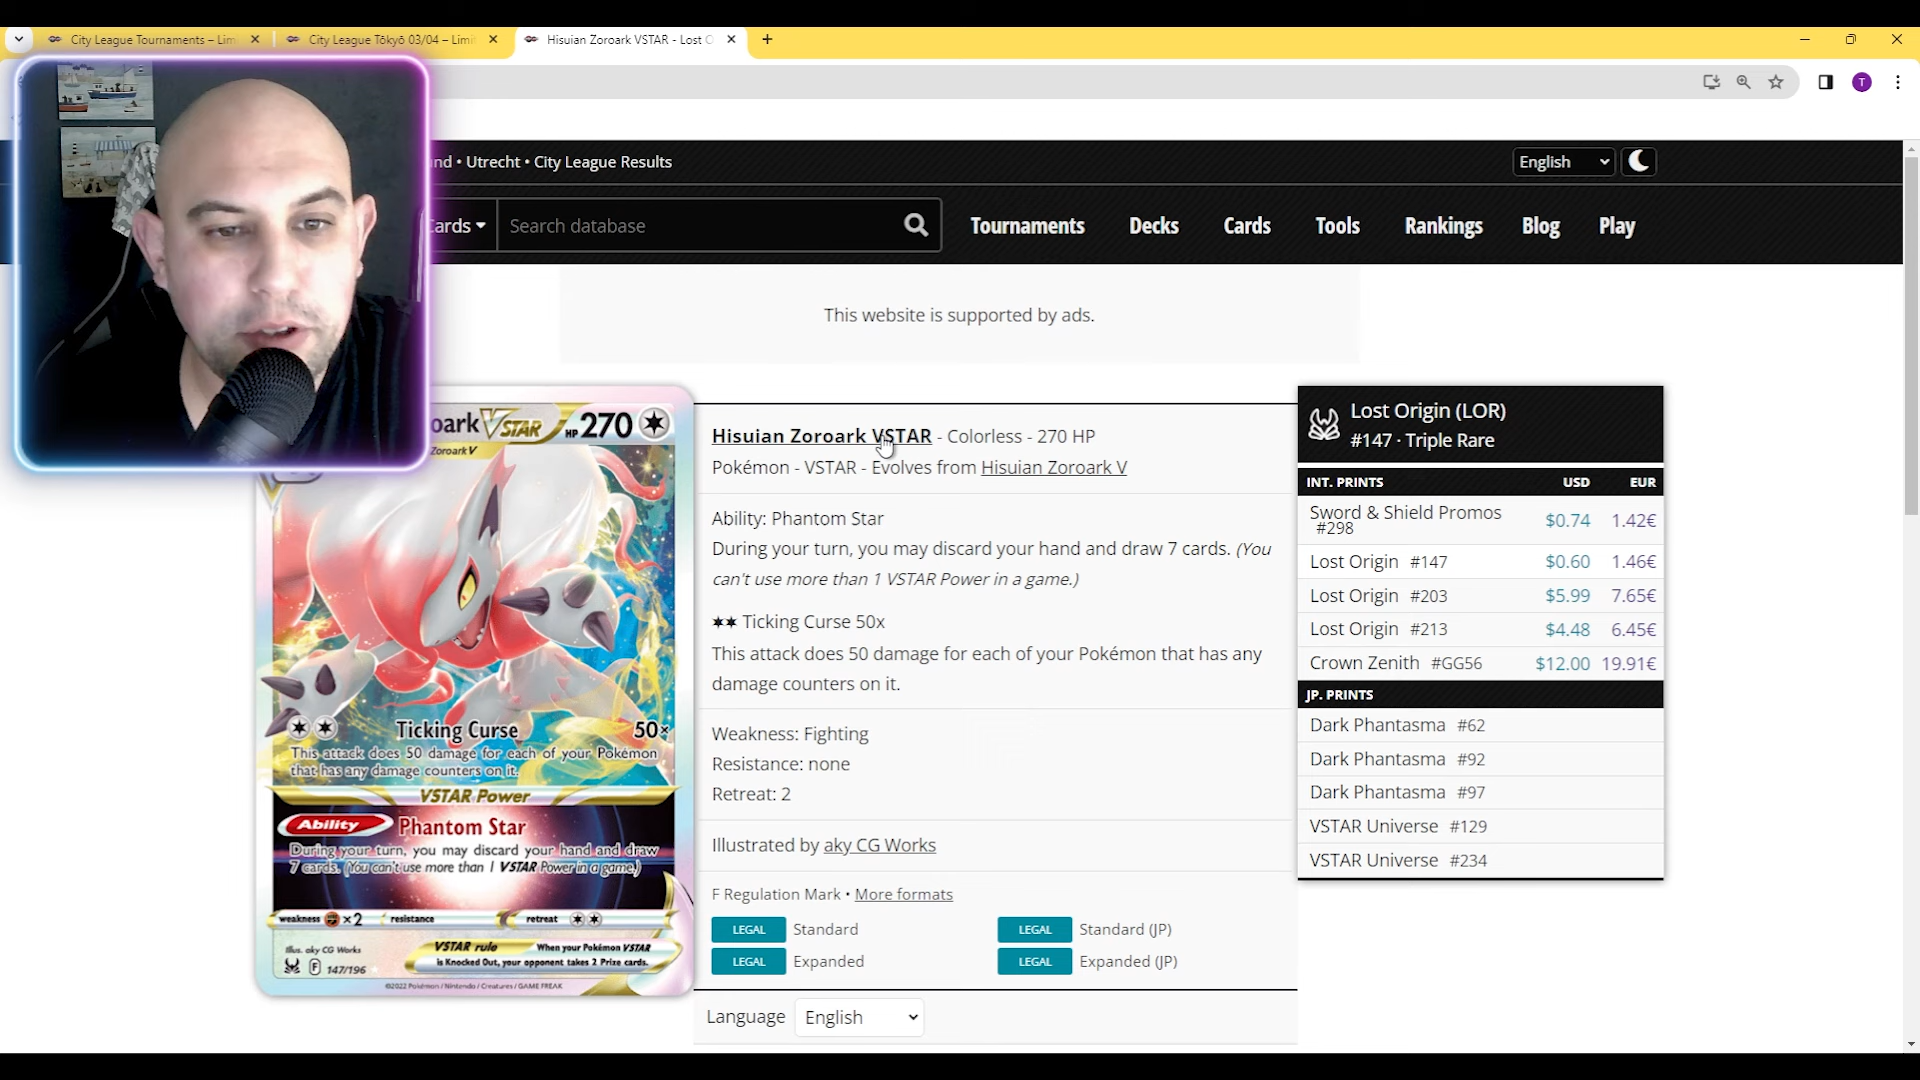 City League Tournaments – Lim
City League Tōkyō 03/04 – Limi
Hisuian Zoroark VSTAR - Lost O
T
nd • Utrecht • City League Results
English
Cards
Search database
Tournaments
Decks
Cards
Tools
Rankings
Blog
Play
This website is supported by ads.
oark VSTAR HP 270
Zoroark V
Ticking Curse 50×
This attack does 50 damage for each of your Pokémon
that has any damage counters on it.
VSTAR Power
Ability Phantom Star
During your turn, you may discard your hand and draw
7 cards. (You can't use more than 1 VSTAR Power in a game.)
weakness ×2 resistance retreat
Illus. aky CG Works
F 147/196
VSTAR rule When your Pokémon VSTAR
is Knocked Out, your opponent takes 2 Prize cards.
©2022 Pokémon / Nintendo / Creatures / GAME FREAK
Hisuian Zoroark VSTAR - Colorless - 270 HP
Pokémon - VSTAR - Evolves from Hisuian Zoroark V
Ability: Phantom Star
During your turn, you may discard your hand and draw 7 cards. (You
can't use more than 1 VSTAR Power in a game.)
Ticking Curse 50x
This attack does 50 damage for each of your Pokémon that has any
damage counters on it.
Weakness: Fighting
Resistance: none
Retreat: 2
Illustrated by aky CG Works
F Regulation Mark • More formats
LEGAL Standard
LEGAL Standard (JP)
LEGAL Expanded
LEGAL Expanded (JP)
Language English
Lost Origin (LOR)
#147 · Triple Rare
INT. PRINTS USD EUR
Sword & Shield Promos
#298 $0.74 1.42€
Lost Origin #147 $0.60 1.46€
Lost Origin #203 $5.99 7.65€
Lost Origin #213 $4.48 6.45€
Crown Zenith #GG56 $12.00 19.91€
JP. PRINTS
Dark Phantasma #62
Dark Phantasma #92
Dark Phantasma #97
VSTAR Universe #129
VSTAR Universe #234